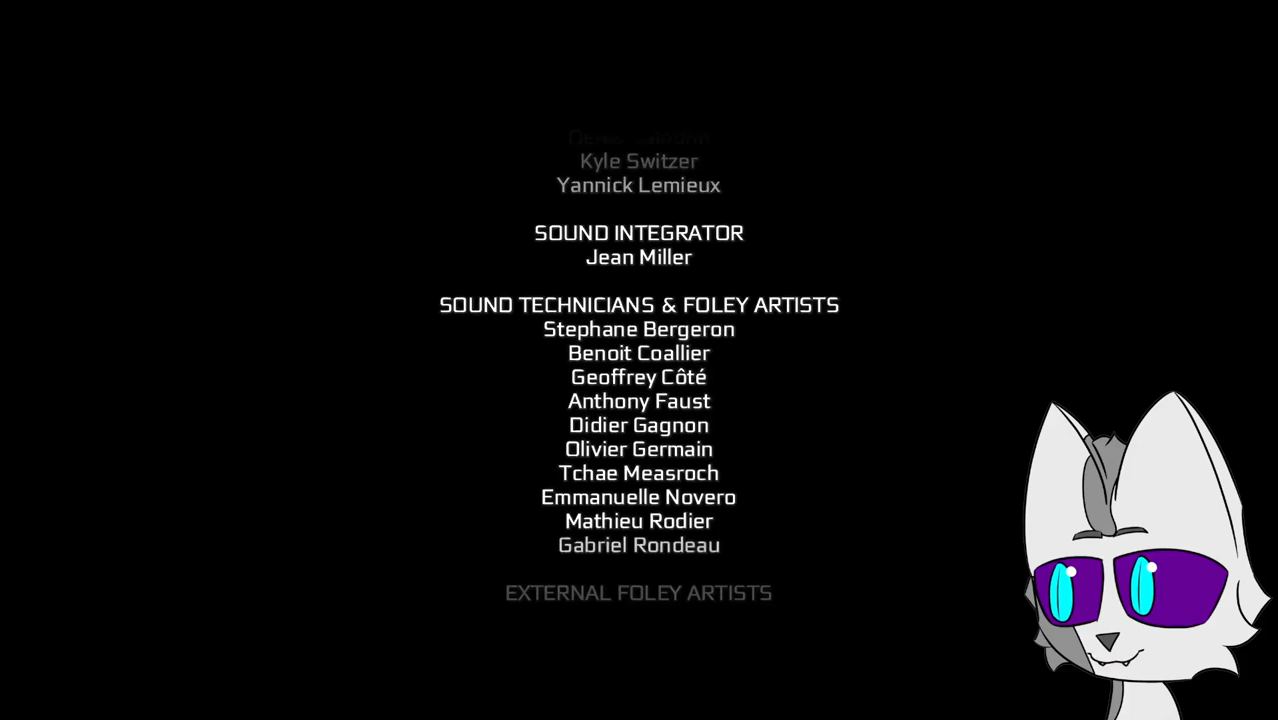 Kyle Switzer
Yannick Lemieux
SOUND INTEGRATOR
Jean Miller
SOUND TECHNICIANS & FOLEY ARTISTS
Stephane Bergeron
Benoit Coallier
Geoffrey Côté
Anthony Faust
Didier Gagnon
Olivier Germain
Tchae Measroch
Emmanuelle Novero
Mathieu Rodier
Gabriel Rondeau
EXTERNAL FOLEY ARTISTS